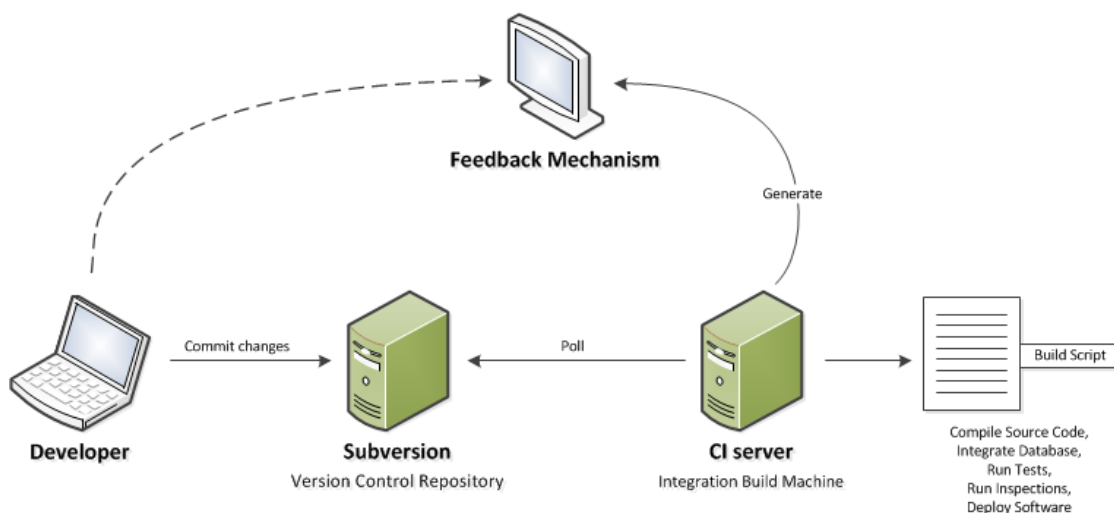 Feedback Mechanism
Generate
Commit changes
Poll
Build Script
Developer
Subversion
Version Control Repository
CI server
Integration Build Machine
Compile Source Code,
Integrate Database,
Run Tests,
Run Inspections,
Deploy Software